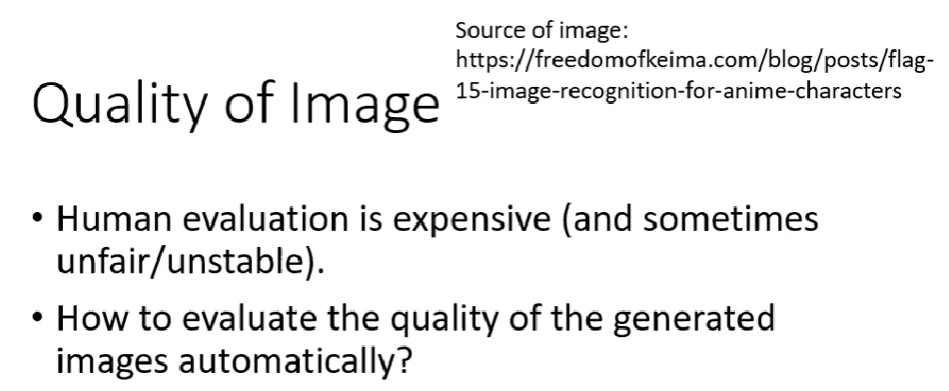 Source of image:
https://freedomofkeima.com/blog/posts/flag-
15-image-recognition-for-anime-characters
Quality of Image
• Human evaluation is expensive (and sometimes
unfair/unstable).
• How to evaluate the quality of the generated
images automatically?